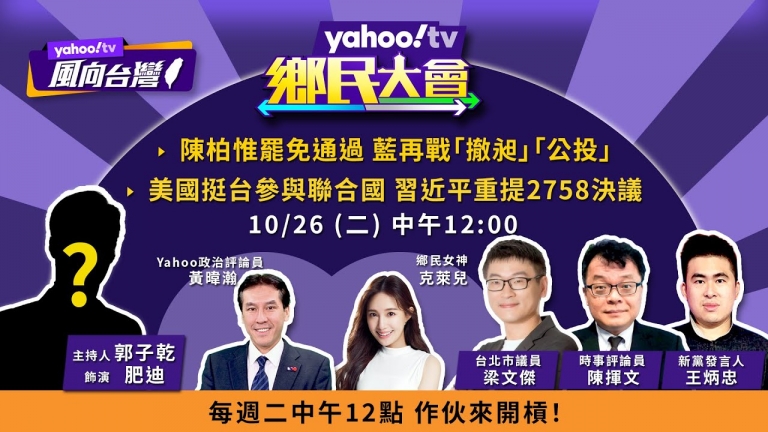 yahoo!tv
風向台灣
yahoo!tv
鄉民大會
陳柏惟罷免通過 藍再戰「撤昶」「公投」
美國挺台參與聯合國 習近平重提2758決議
10/26 (二) 中午12:00
?
主持人 郭子乾
飾演 肥迪
Yahoo政治評論員
黃暐瀚
鄉民女神
克萊兒
台北市議員
梁文傑
時事評論員
陳揮文
新黨發言人
王炳忠
每週二中午12點 作伙來開槓!